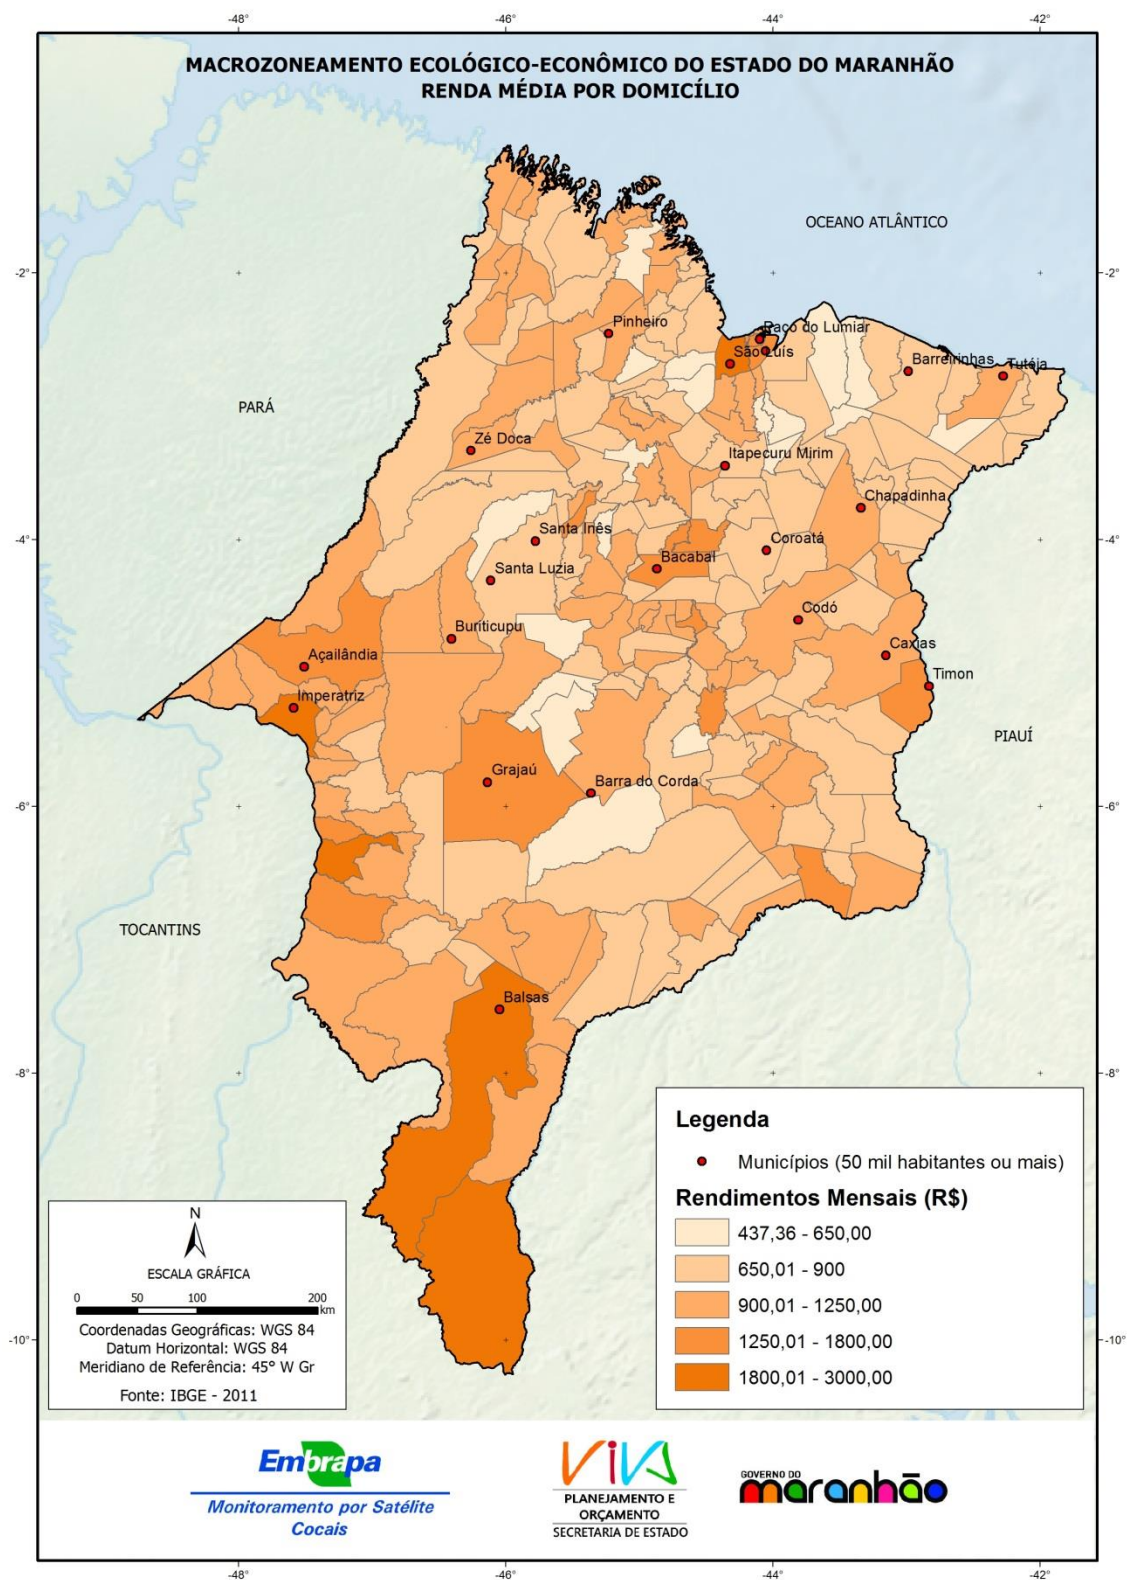 -48°
-46°
-44°
-42°
MACROZONEAMENTO ECOLÓGICO-ECONÔMICO DO ESTADO DO MARANHÃO
RENDA MÉDIA POR DOMICÍLIO
OCEANO ATLÂNTICO
-2°
-2°
Pinheiro
Paço do Lumiar
São Luís
Barreirinhas
Tutóia
PARÁ
Zé Doca
Itapecuru Mirim
Chapadinha
-4°
-4°
Santa Inês
Coroatá
Bacabal
Santa Luzia
Codó
Buriticupu
Caxias
Açailândia
Timon
Imperatriz
PIAUÍ
Grajaú
Barra do Corda
-6°
-6°
TOCANTINS
Balsas
-8°
-8°
Legenda
Municípios (50 mil habitantes ou mais)
Rendimentos Mensais (R$)
437,36 - 650,00
650,01 - 900
900,01 - 1250,00
1250,01 - 1800,00
1800,01 - 3000,00
N
ESCALA GRÁFICA
0 50 100 200
km
Coordenadas Geográficas: WGS 84
Datum Horizontal: WGS 84
Meridiano de Referência: 45° W Gr
Fonte: IBGE - 2011
-10°
-10°
Embrapa
Monitoramento por Satélite
Cocais
VIVA
PLANEJAMENTO E
ORÇAMENTO
SECRETARIA DE ESTADO
GOVERNO DO
maranhão
-48°
-46°
-44°
-42°